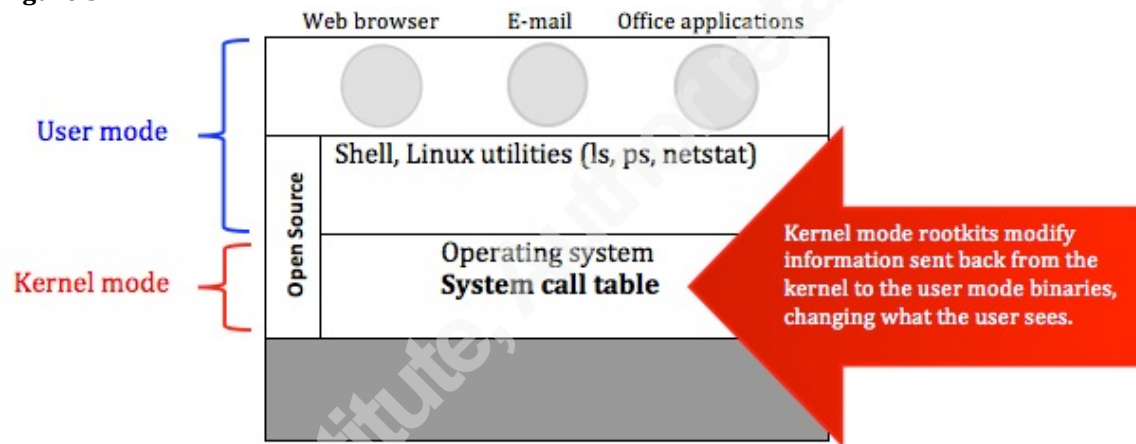 Web browser E-mail Office applications
User mode
Shell, Linux utilities (ls, ps, netstat)
Open Source
Kernel mode
Operating system
System call table
Kernel mode rootkits modify
information sent back from the
kernel to the user mode binaries,
changing what the user sees.